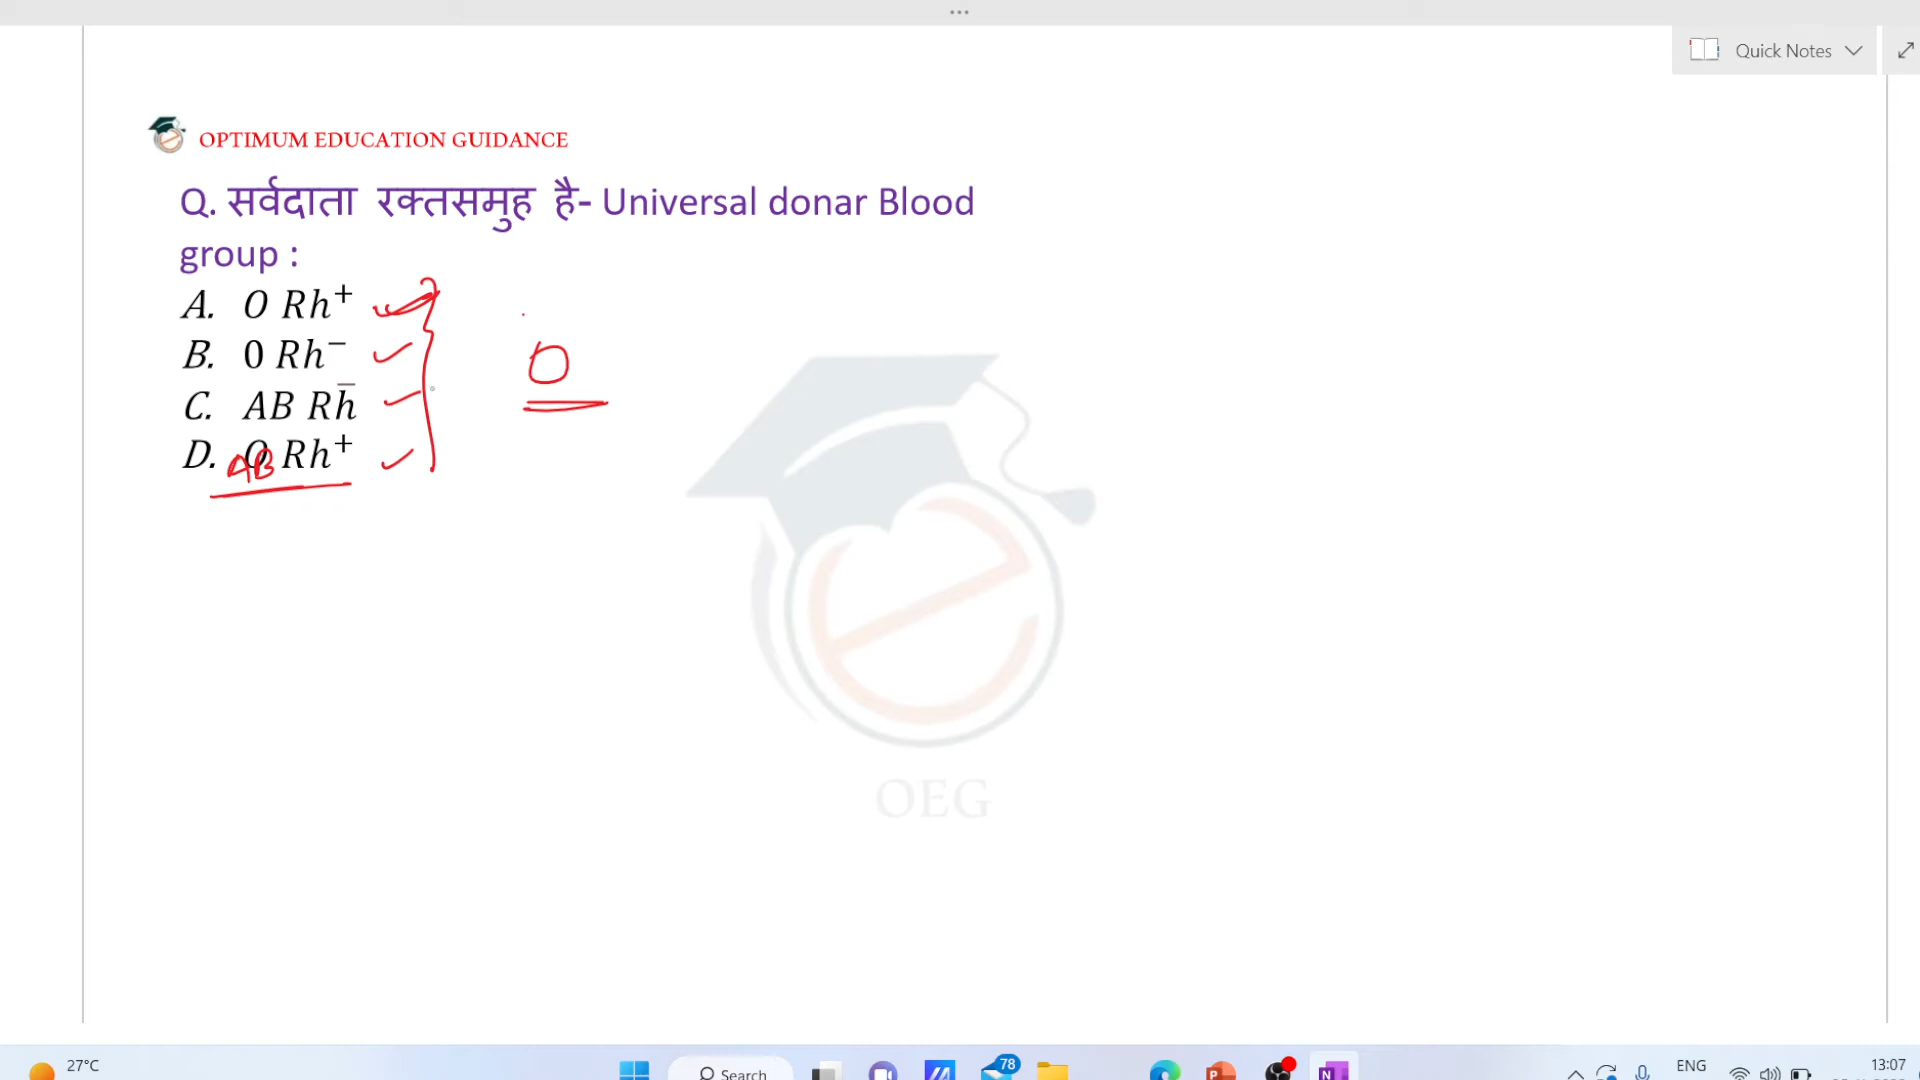 ...
Quick Notes
OPTIMUM EDUCATION GUIDANCE
Q. सर्वदाता रक्तसमुह है- Universal donar Blood
group :
A. O Rh⁺
B. 0 Rh⁻
O
C. AB Rh̄
D. O Rh⁺
AB
OEG
27°C
78
Search
ENG
13:07